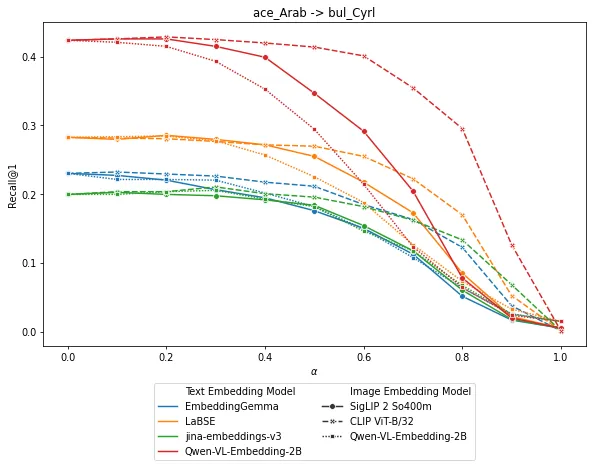 ace_Arab -> bul_Cyrl
Recall@1
0.4
0.3
0.2
0.1
0.0
0.0 0.2 0.4 0.6 0.8 1.0
α
Text Embedding Model Image Embedding Model
EmbeddingGemma SigLIP 2 So400m
LaBSE CLIP ViT-B/32
jina-embeddings-v3 Qwen-VL-Embedding-2B
Qwen-VL-Embedding-2B